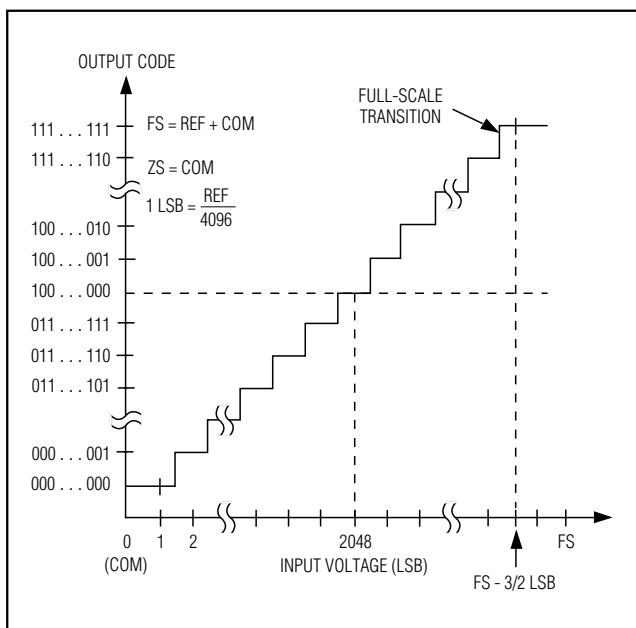 OUTPUT CODE
FULL-SCALE
TRANSITION
FS = REF + COM
ZS = COM
1 LSB = REF
4096
111 . . . 111
111 . . . 110
100 . . . 010
100 . . . 001
100 . . . 000
011 . . . 111
011 . . . 110
011 . . . 101
000 . . . 001
000 . . . 000
0 1 2 2048 FS
(COM)
INPUT VOLTAGE (LSB)
FS - 3/2 LSB